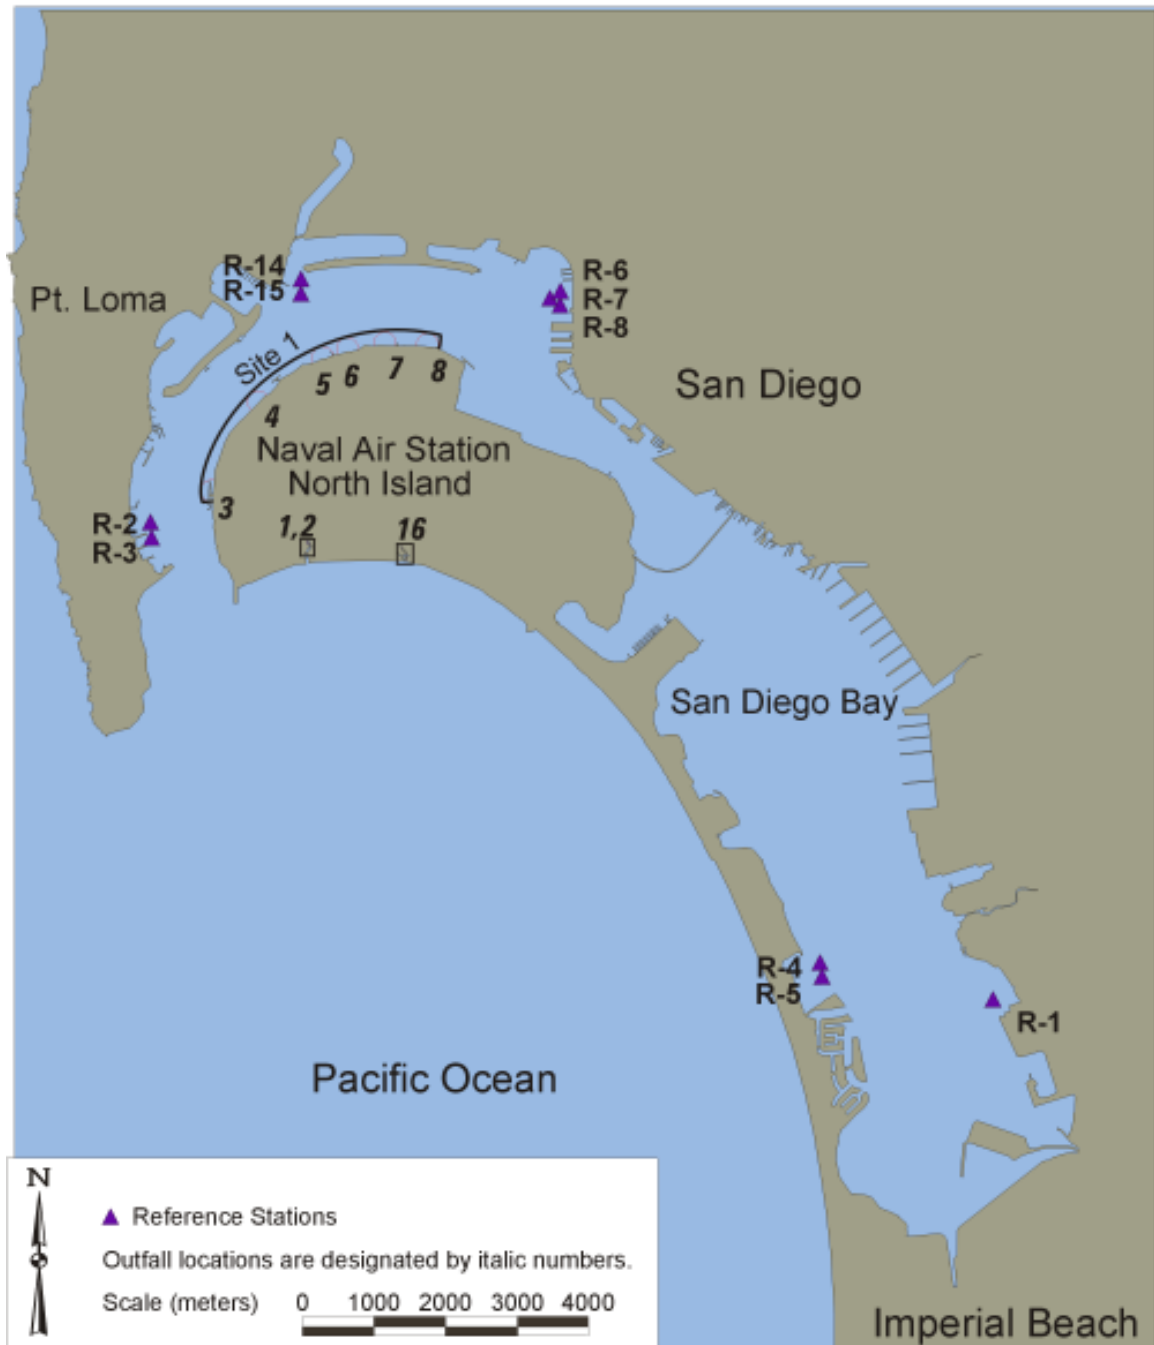 R-14
R-15
Pt. Loma
R-6
R-7
R-8
Site 1
5
6
7
8
4
San Diego
Naval Air Station
North Island
3
R-2
R-3
1,2
16
San Diego Bay
R-4
R-5
R-1
Pacific Ocean
N
Reference Stations
Outfall locations are designated by italic numbers.
Scale (meters) 0 1000 2000 3000 4000
Imperial Beach